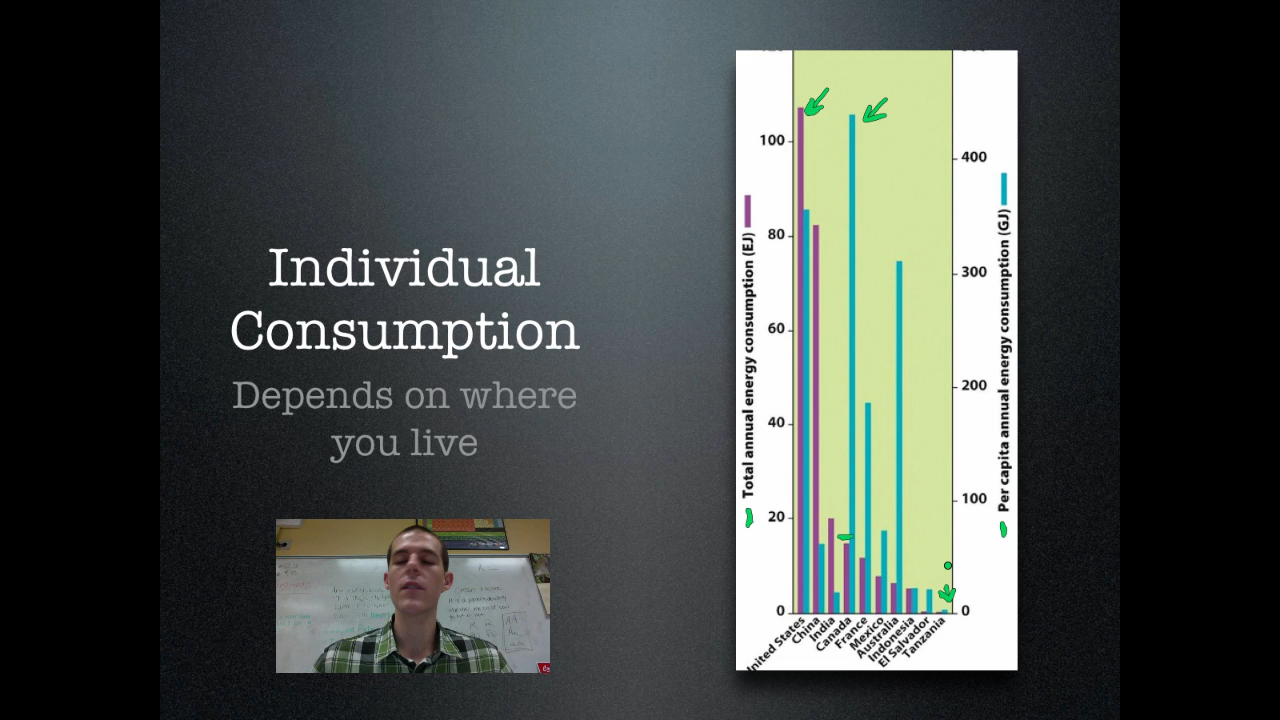 Individual
Consumption
Depends on where
you live
Total annual energy consumption (EJ)
100
80
60
40
20
0
400
300
200
100
0
Per capita annual energy consumption (GJ)
United States
China
India
Canada
France
Mexico
Australia
Indonesia
El Salvador
Tanzania